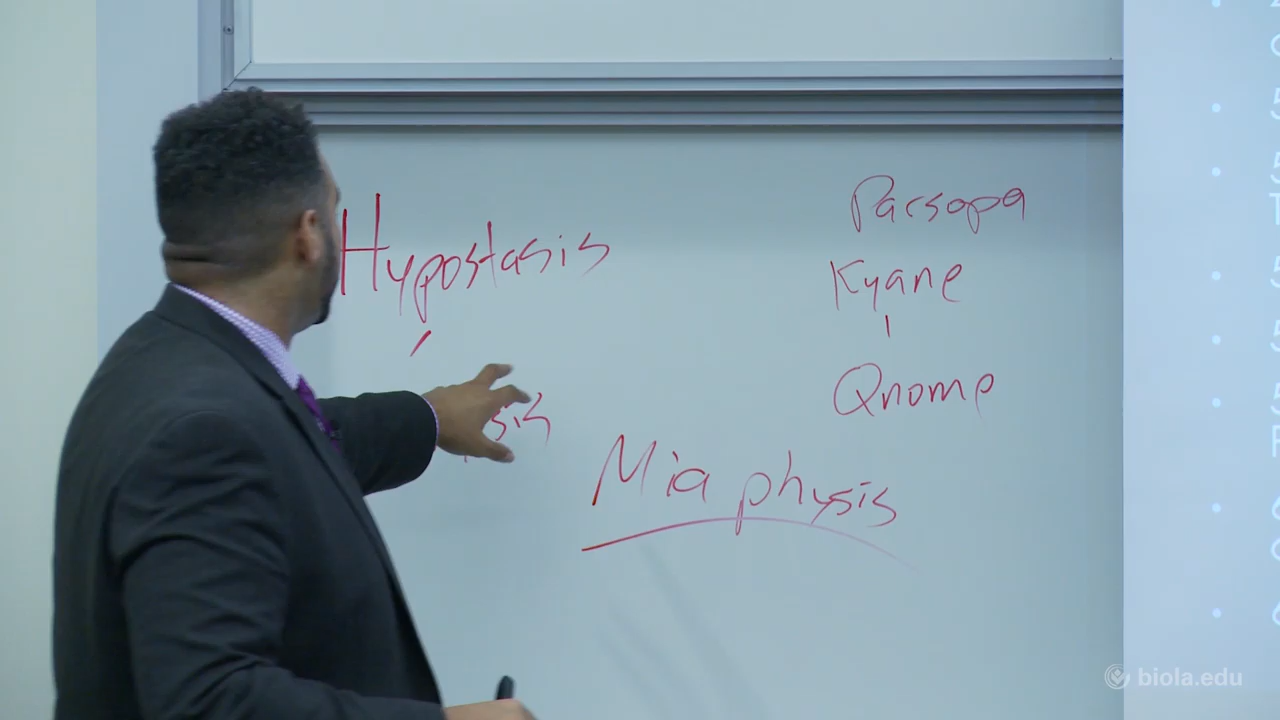 Hypostasis
Parsopa
Kyane
Qnome
Mia physis
biola.edu